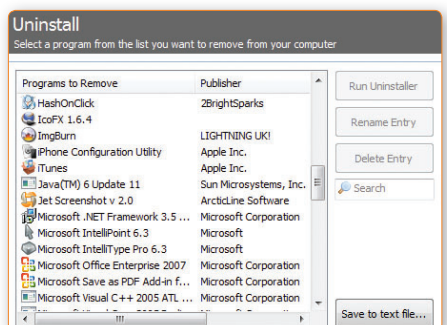 Uninstall
Select a program from the list you want to remove from your computer
Programs to Remove Publisher
HashOnClick 2BrightSparks
IcoFX 1.6.4
ImgBurn LIGHTNING UK!
iPhone Configuration Utility Apple Inc.
iTunes Apple Inc.
Java(TM) 6 Update 11 Sun Microsystems, Inc.
Jet Screenshot v 2.0 ArcticLine Software
Microsoft .NET Framework 3.5 ... Microsoft Corporation
Microsoft IntelliPoint 6.3 Microsoft
Microsoft IntelliType Pro 6.3 Microsoft
Microsoft Office Enterprise 2007 Microsoft Corporation
Microsoft Save as PDF Add-in f... Microsoft Corporation
Microsoft Visual C++ 2005 ATL ... Microsoft Corporation
Run Uninstaller
Rename Entry
Delete Entry
Search
Save to text file...